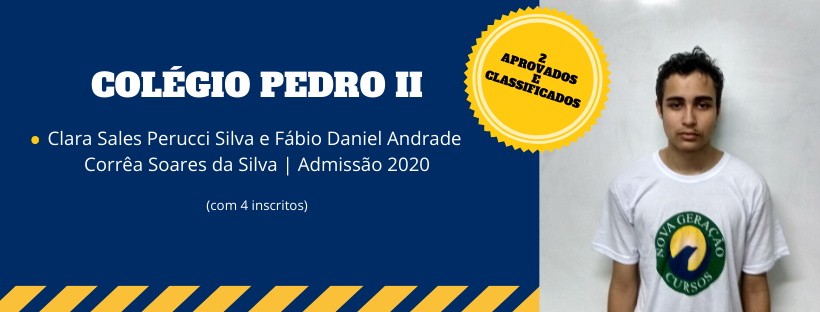 COLÉGIO PEDRO II
Clara Sales Perucci Silva e Fábio Daniel Andrade
Corrêa Soares da Silva | Admissão 2020
(com 4 inscritos)
2
APROVADOS
E
CLASSIFICADOS
NOVA GERAÇÃO
CURSOS